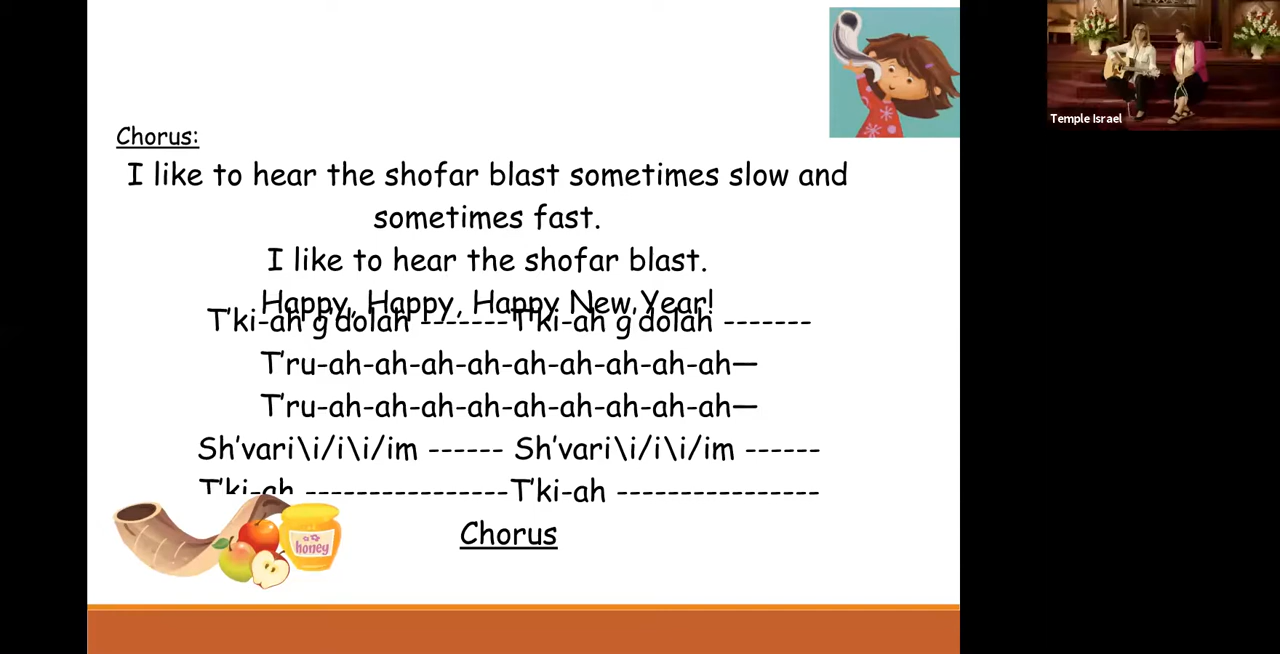 Chorus:
I like to hear the shofar blast sometimes slow and
sometimes fast.
I like to hear the shofar blast.
Happy, Happy, Happy New Year!
T'ki-ah g'dolah -------T'ki-ah g'dolah -------
T'ru-ah-ah-ah-ah-ah-ah-ah-ah-ah—
T'ru-ah-ah-ah-ah-ah-ah-ah-ah-ah—
Sh'vari\i/i\i/im ------ Sh'vari\i/i\i/im ------
T'ki-ah ----------------T'ki-ah ----------------
Chorus
honey
Temple Israel